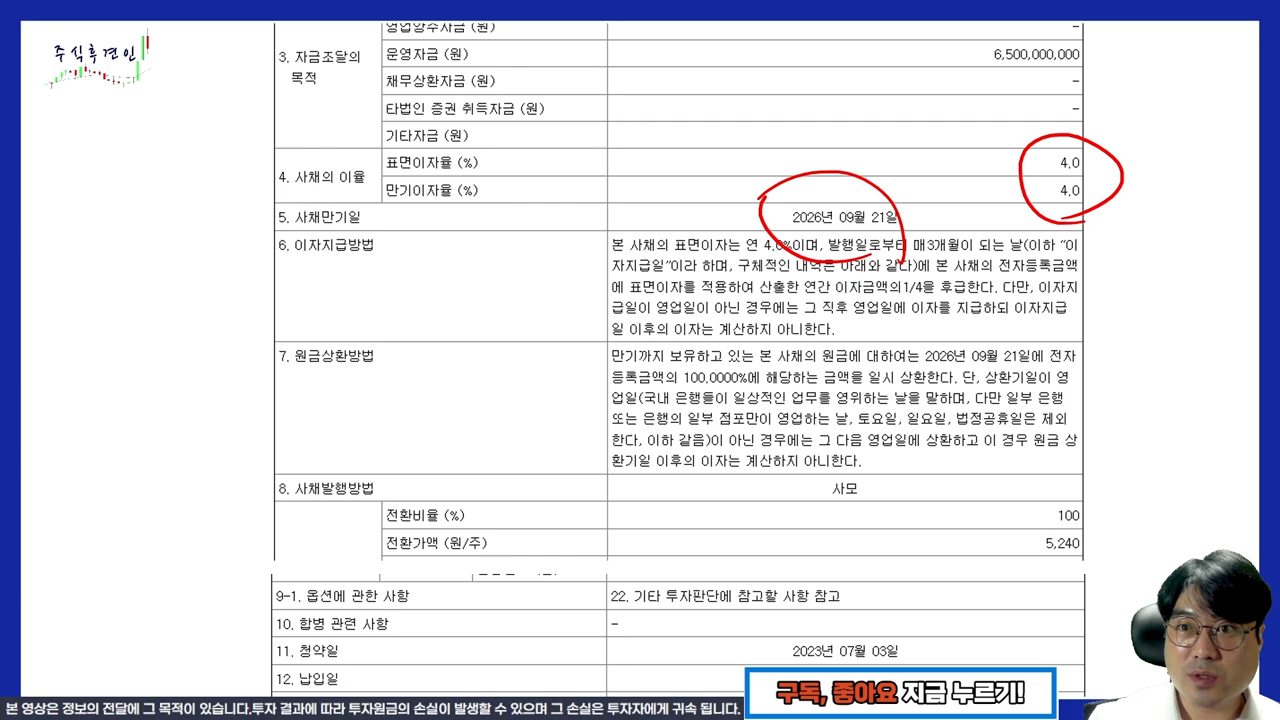 주식후견인
영업양수자금 (원)
-
3. 자금조달의
목적
운영자금 (원)
6,500,000,000
채무상환자금 (원)
-
타법인 증권 취득자금 (원)
-
기타자금 (원)
4. 사채의 이율
표면이자율 (%)
4.0
만기이자율 (%)
4.0
5. 사채만기일
2026년 09월 21일
6. 이자지급방법
본 사채의 표면이자는 연 4.0%이며, 발행일로부터 매3개월이 되는 날(이하 “이
자지급일”이라 하며, 구체적인 내역은 아래와 같다)에 본 사채의 전자등록금액
에 표면이자를 적용하여 산출한 연간 이자금액의1/4을 후급한다. 다만, 이자지
급일이 영업일이 아닌 경우에는 그 직후 영업일에 이자를 지급하되 이자지급
일 이후의 이자는 계산하지 아니한다.
7. 원금상환방법
만기까지 보유하고 있는 본 사채의 원금에 대하여는 2026년 09월 21일에 전자
등록금액의 100.0000%에 해당하는 금액을 일시 상환한다. 단, 상환기일이 영
업일(국내 은행들이 일상적인 업무를 영위하는 날을 말하며, 다만 일부 은행
또는 은행의 일부 점포만이 영업하는 날, 토요일, 일요일, 법정공휴일은 제외
한다, 이하 같음)이 아닌 경우에는 그 다음 영업일에 상환하고 이 경우 원금 상
환기일 이후의 이자는 계산하지 아니한다.
8. 사채발행방법
사모
전환비율 (%)
100
전환가액 (원/주)
5,240
9-1. 옵션에 관한 사항
22. 기타 투자판단에 참고할 사항 참고
10. 합병 관련 사항
-
11. 청약일
2023년 07월 03일
12. 납입일
구독, 좋아요 지금 누르기!
본 영상은 정보의 전달에 그 목적이 있습니다.투자 결과에 따라 투자원금의 손실이 발생할 수 있으며 그 손실은 투자자에게 귀속 됩니다.